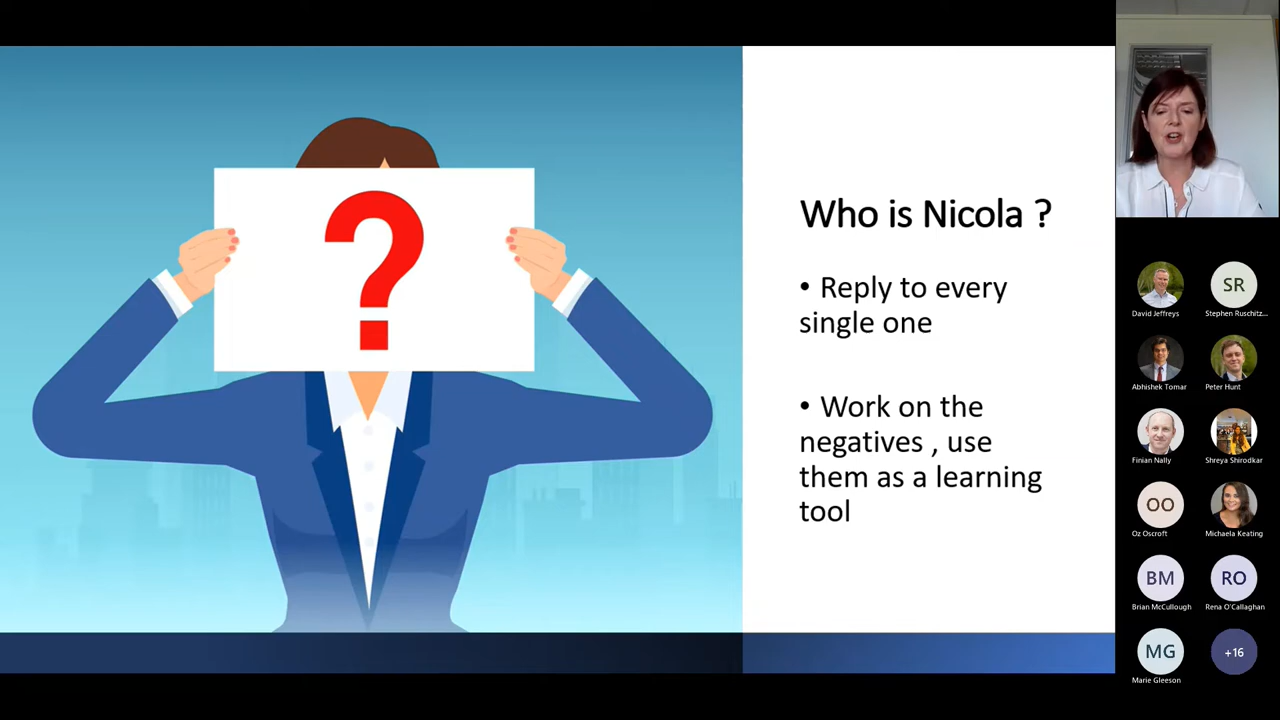 ?
Who is Nicola ?
• Reply to every
single one
• Work on the
negatives , use
them as a learning
tool
David Jeffreys
SR
Stephen Ruschitz...
Abhishek Tomar
Peter Hunt
Finian Nally
Shreya Shirodkar
OO
Oz Oscroft
Michaela Keating
BM
Brian McCullough
RO
Rena O'Callaghan
MG
Marie Gleeson
+16